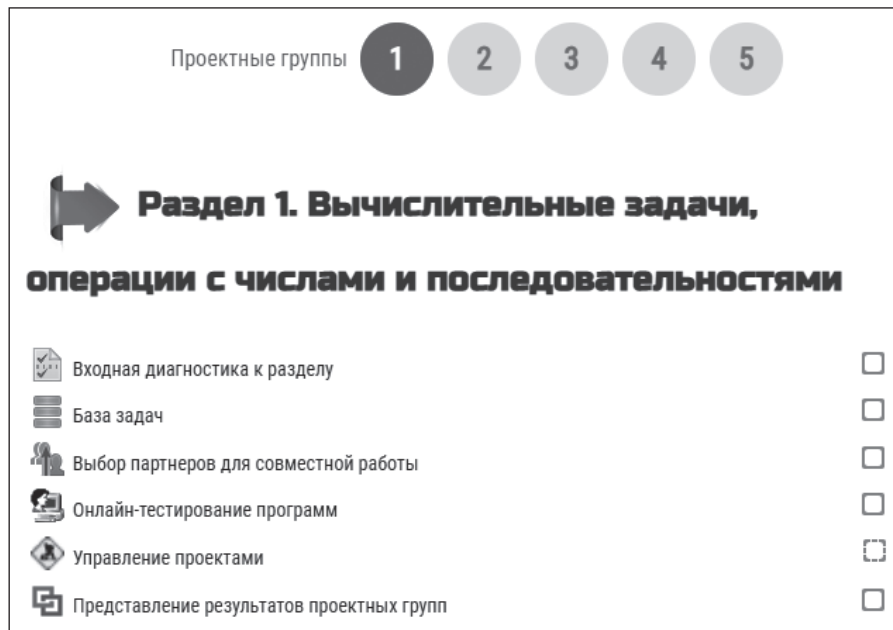 Проектные группы 1 2 3 4 5
Раздел 1. Вычислительные задачи,
операции с числами и последовательностями
Входная диагностика к разделу
База задач
Выбор партнеров для совместной работы
Онлайн-тестирование программ
Управление проектами
Представление результатов проектных групп